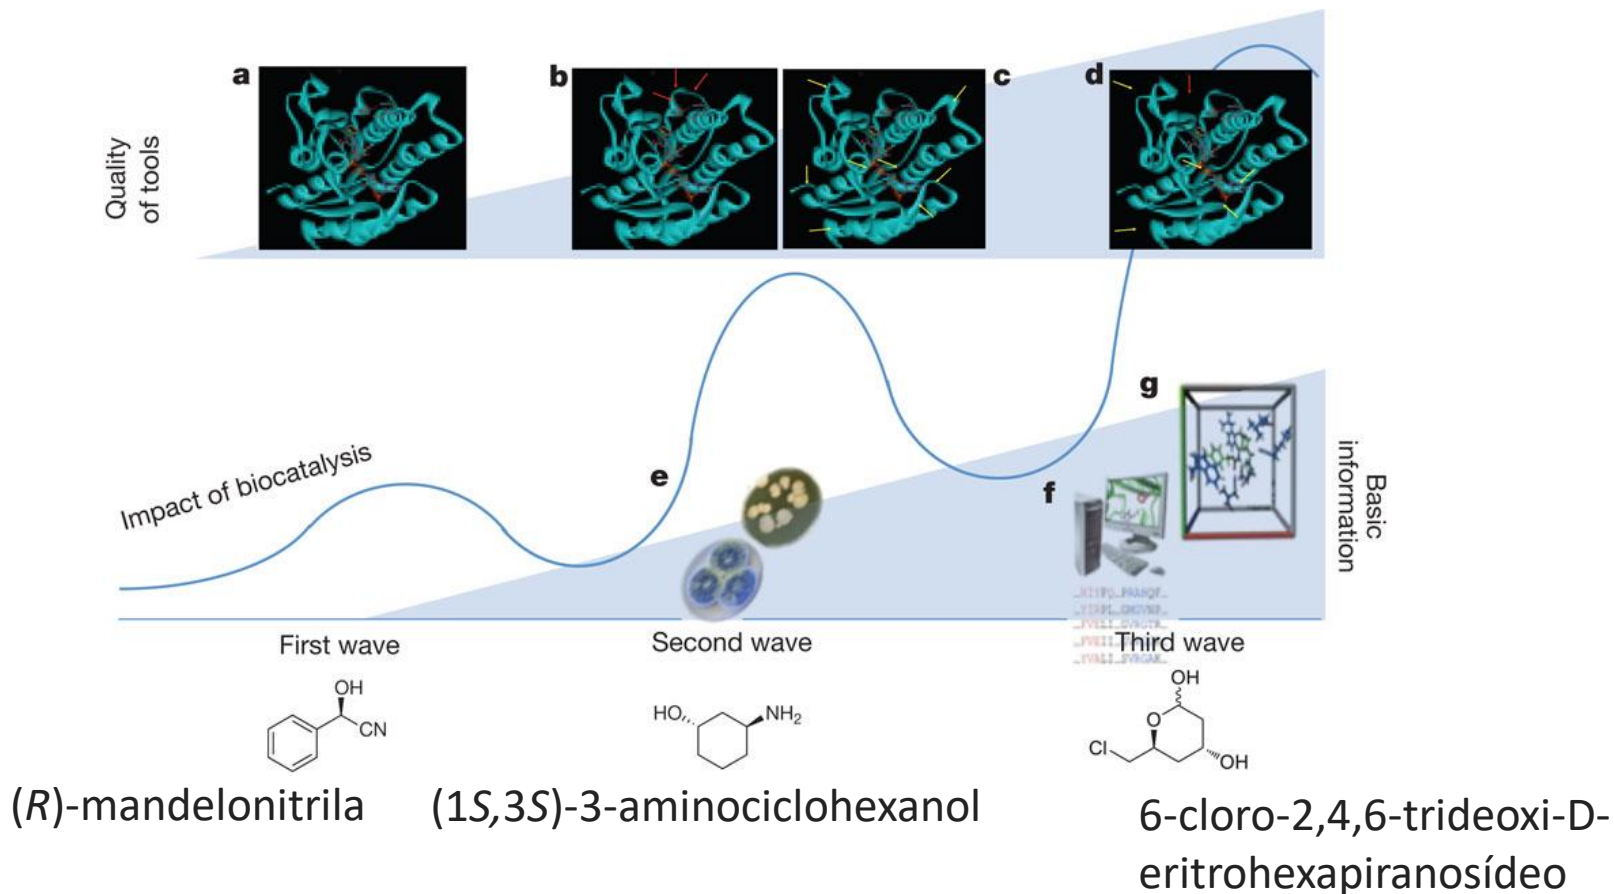 a
b
c
d
Quality
of tools
Impact of biocatalysis
e
f
g
Basic
information
First wave
Second wave
Third wave
OH
CN
HO
NH2
OH
O
Cl
OH
(R)-mandelonitrila
(1S,3S)-3-aminociclohexanol
6-cloro-2,4,6-trideoxi-D-
eritrohexapiranosídeo